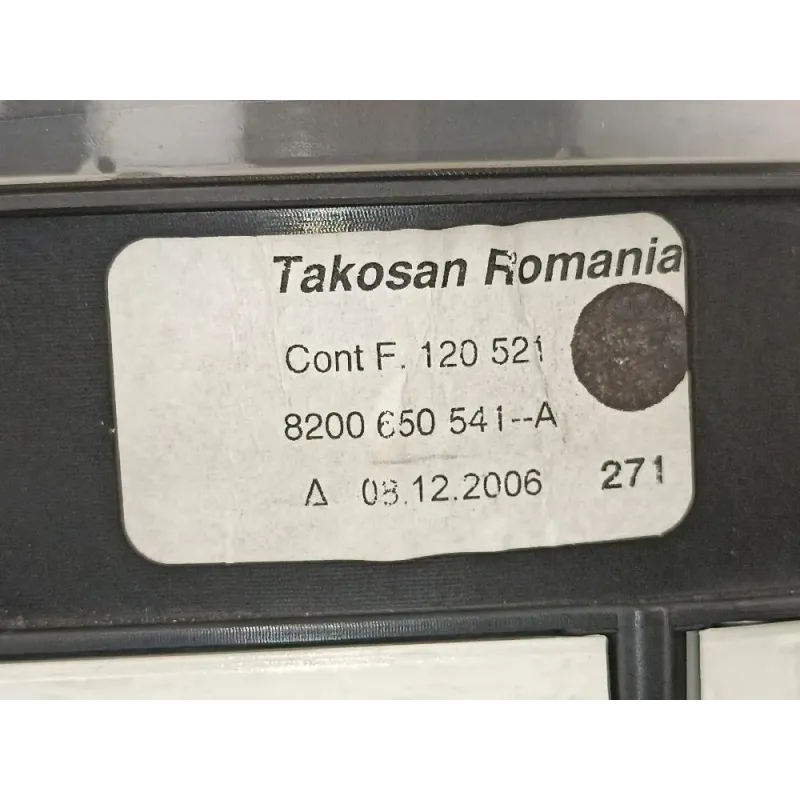 Takosan Romania
Cont F. 120 521
8200 650 541--A
Δ 08.12.2006 271